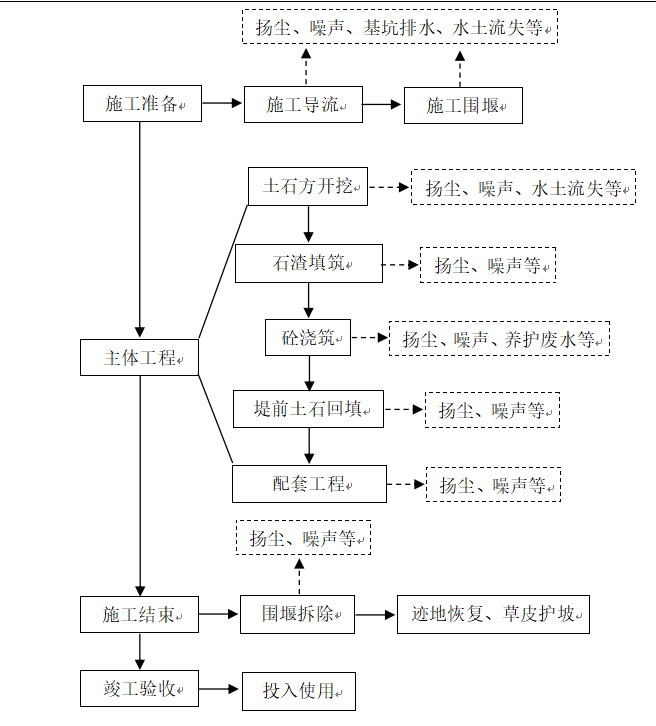 扬尘、噪声、基坑排水、水土流失等
施工准备
施工导流
施工围堰
土石方开挖
扬尘、噪声、水土流失等
石渣填筑
扬尘、噪声等
砼浇筑
扬尘、噪声、养护废水等
主体工程
堤前土石回填
扬尘、噪声等
配套工程
扬尘、噪声等
扬尘、噪声等
施工结束
围堰拆除
迹地恢复、草皮护坡
竣工验收
投入使用